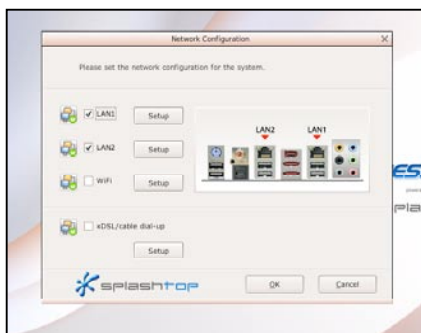 Network Configuration
Please set the network configuration for the system.
LAN1
Setup
LAN2
Setup
WiFi
Setup
LAN2
LAN1
xDSL/cable dial-up
Setup
splashtop
OK
Cancel